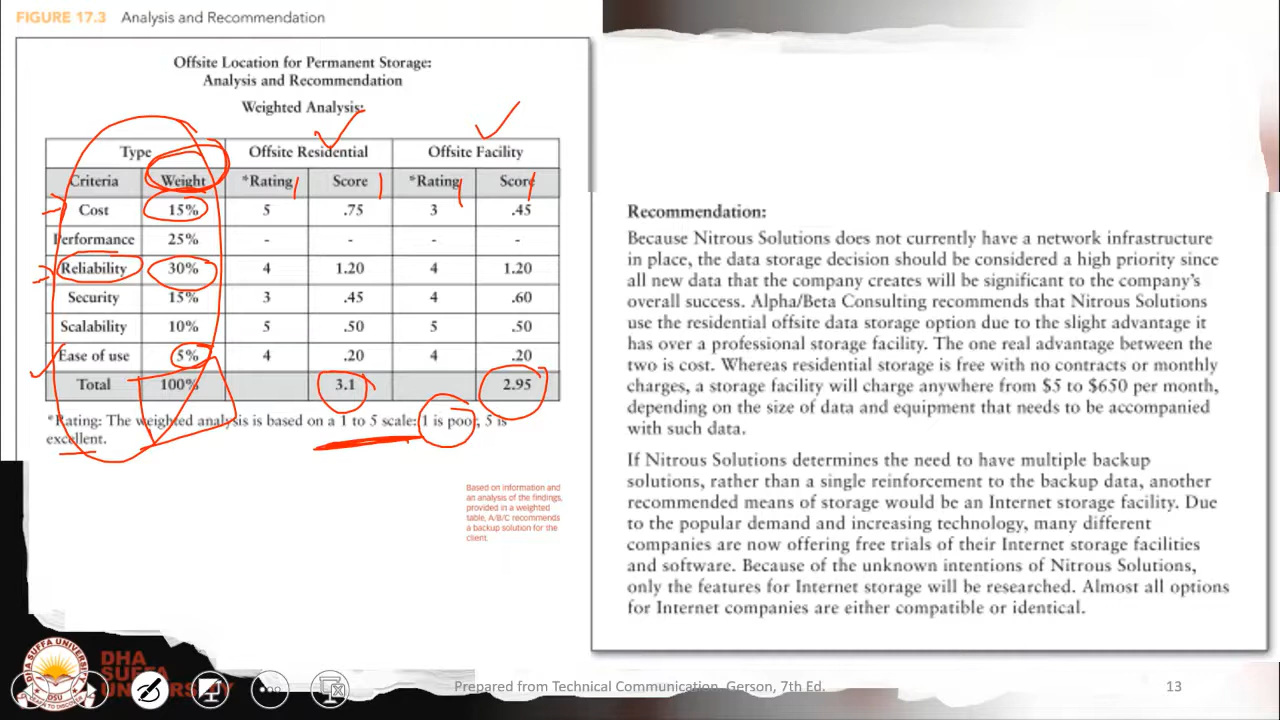 FIGURE 17.3 Analysis and Recommendation
Offsite Location for Permanent Storage:
Analysis and Recommendation
Weighted Analysis:
Type Offsite Residential Offsite Facility
Criteria Weight *Rating Score *Rating Score
Cost 15% 5 .75 3 .45
Performance 25% - - - -
Reliability 30% 4 1.20 4 1.20
Security 15% 3 .45 4 .60
Scalability 10% 5 .50 5 .50
Ease of use 5% 4 .20 4 .20
Total 100% 3.1 2.95
*Rating: The weighted analysis is based on a 1 to 5 scale: 1 is poor, 5 is
excellent.
Based on information and
an analysis of the findings,
provided in a weighted
table, A/B/C recommends
a backup solution for the
client.
Recommendation:
Because Nitrous Solutions does not currently have a network infrastructure
in place, the data storage decision should be considered a high priority since
all new data that the company creates will be significant to the company's
overall success. Alpha/Beta Consulting recommends that Nitrous Solutions
use the residential offsite data storage option due to the slight advantage it
has over a professional storage facility. The one real advantage between the
two is cost. Whereas residential storage is free with no contracts or monthly
charges, a storage facility will charge anywhere from $5 to $650 per month,
depending on the size of data and equipment that needs to be accompanied
with such data.
If Nitrous Solutions determines the need to have multiple backup
solutions, rather than a single reinforcement to the backup data, another
recommended means of storage would be an Internet storage facility. Due
to the popular demand and increasing technology, many different
companies are now offering free trials of their Internet storage facilities
and software. Because of the unknown intentions of Nitrous Solutions,
only the features for Internet storage will be researched. Almost all options
for Internet companies are either compatible or identical.
DHA SUFFA UNIVERSITY
DSU
DHA
SUFFA
UNIVERSITY
Prepared from Technical Communication, Gerson, 7th Ed.
13